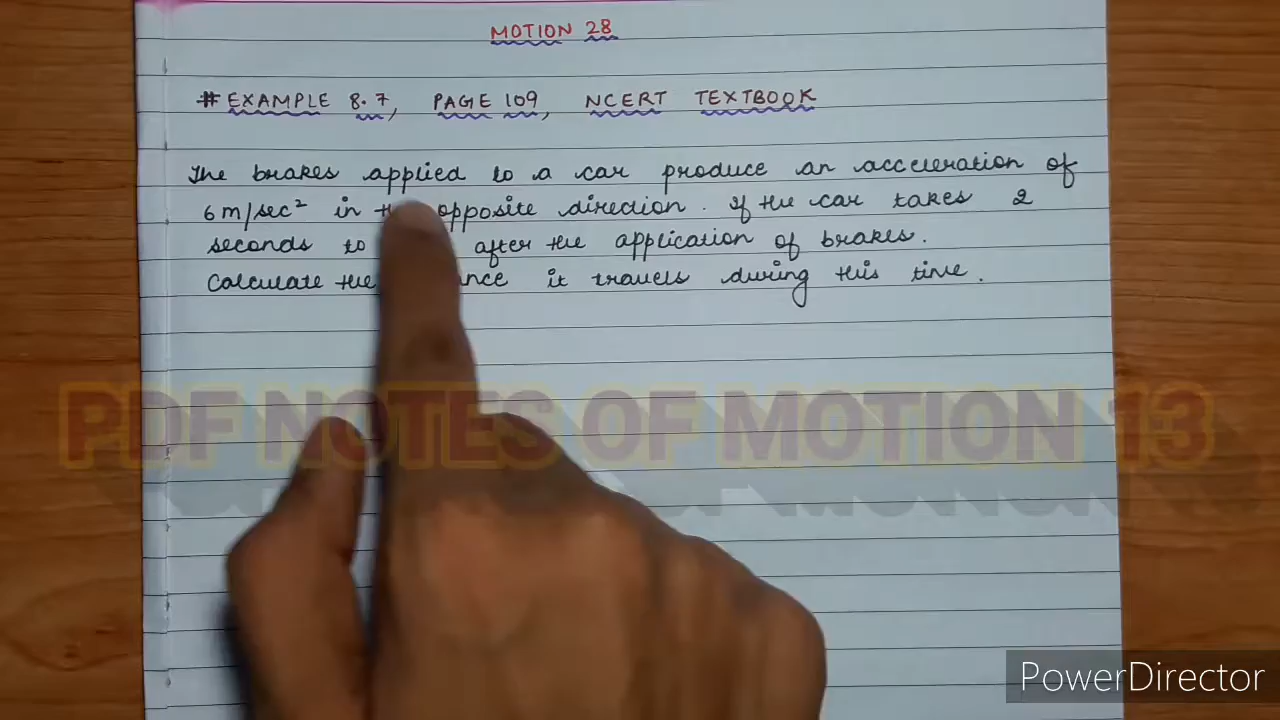 MOTION 28
# EXAMPLE 8.7, PAGE 109, NCERT TEXTBOOK
The brakes applied to a car produce an acceleration of
6 m/sec² in the opposite direction. If the car takes 2
seconds to after the application of brakes.
Calculate the it travels during this time.
PDF NOTES OF MOTION 13
PowerDirector